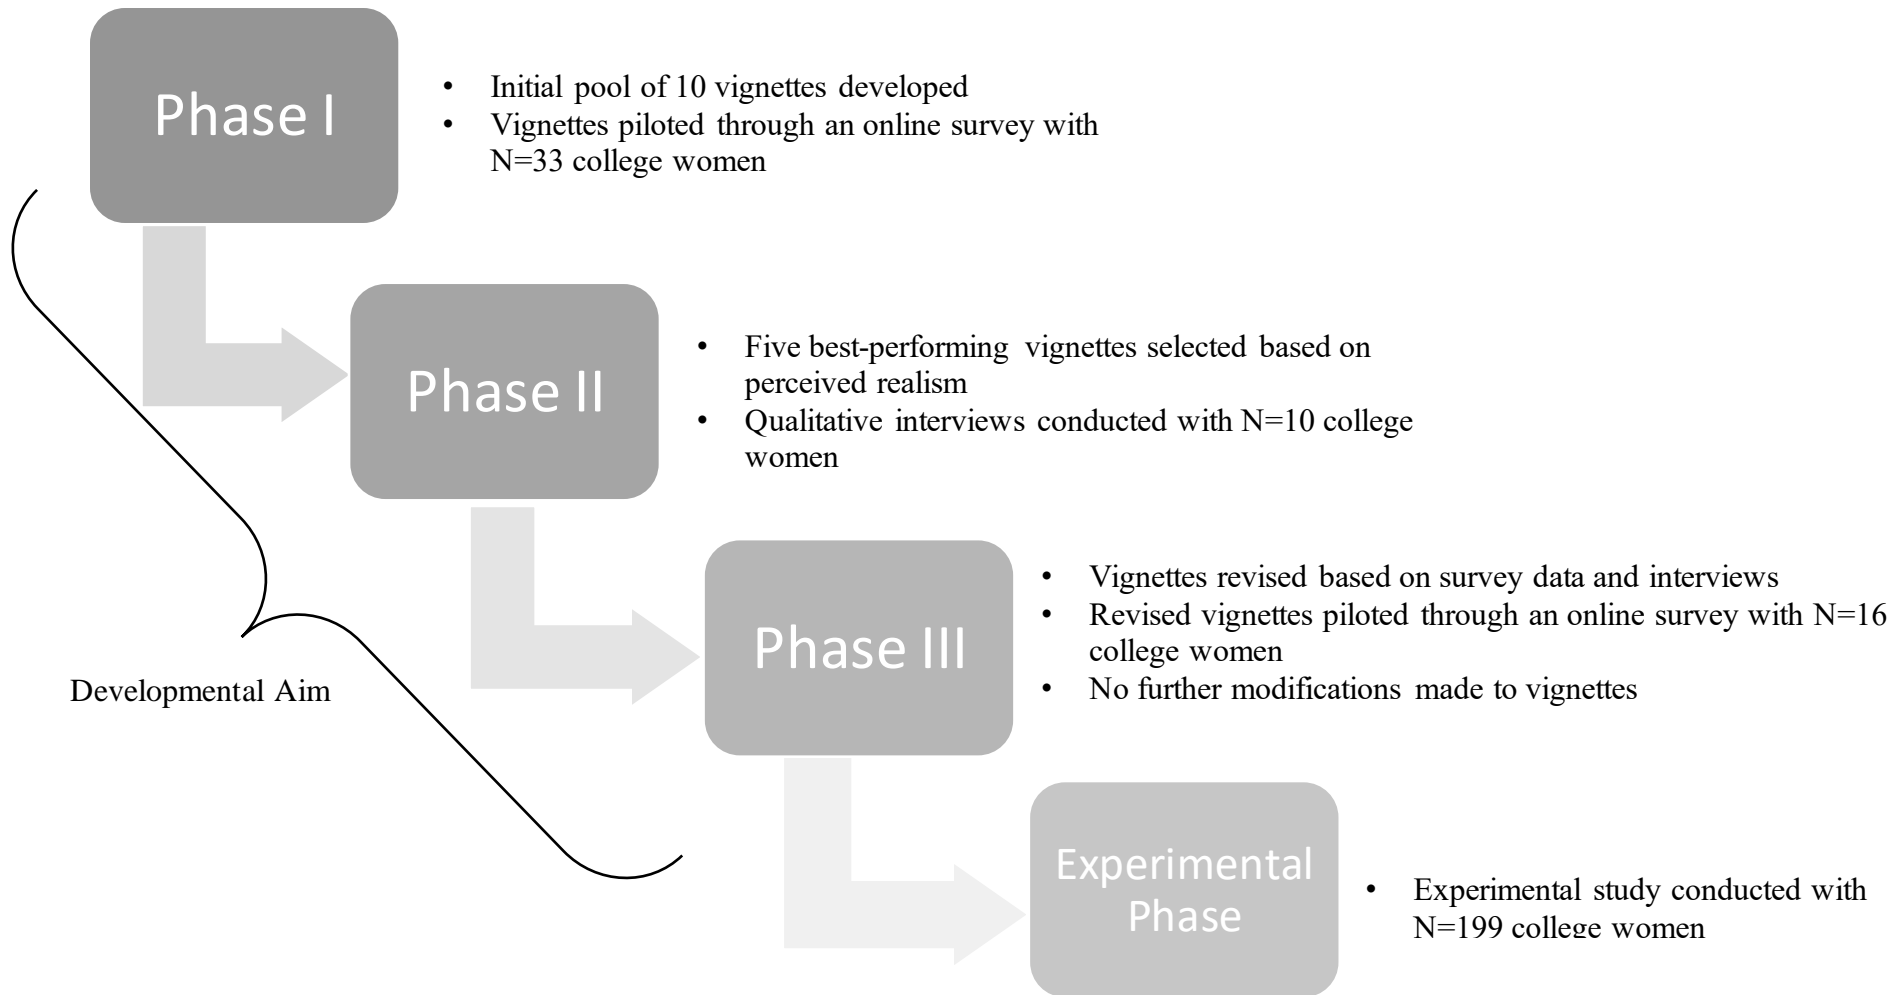 Phase I
• Initial pool of 10 vignettes developed
• Vignettes piloted through an online survey with
N=33 college women
Phase II
• Five best-performing vignettes selected based on
perceived realism
• Qualitative interviews conducted with N=10 college
women
Phase III
• Vignettes revised based on survey data and interviews
• Revised vignettes piloted through an online survey with N=16
college women
• No further modifications made to vignettes
Developmental Aim
Experimental
Phase
• Experimental study conducted with
N=199 college women